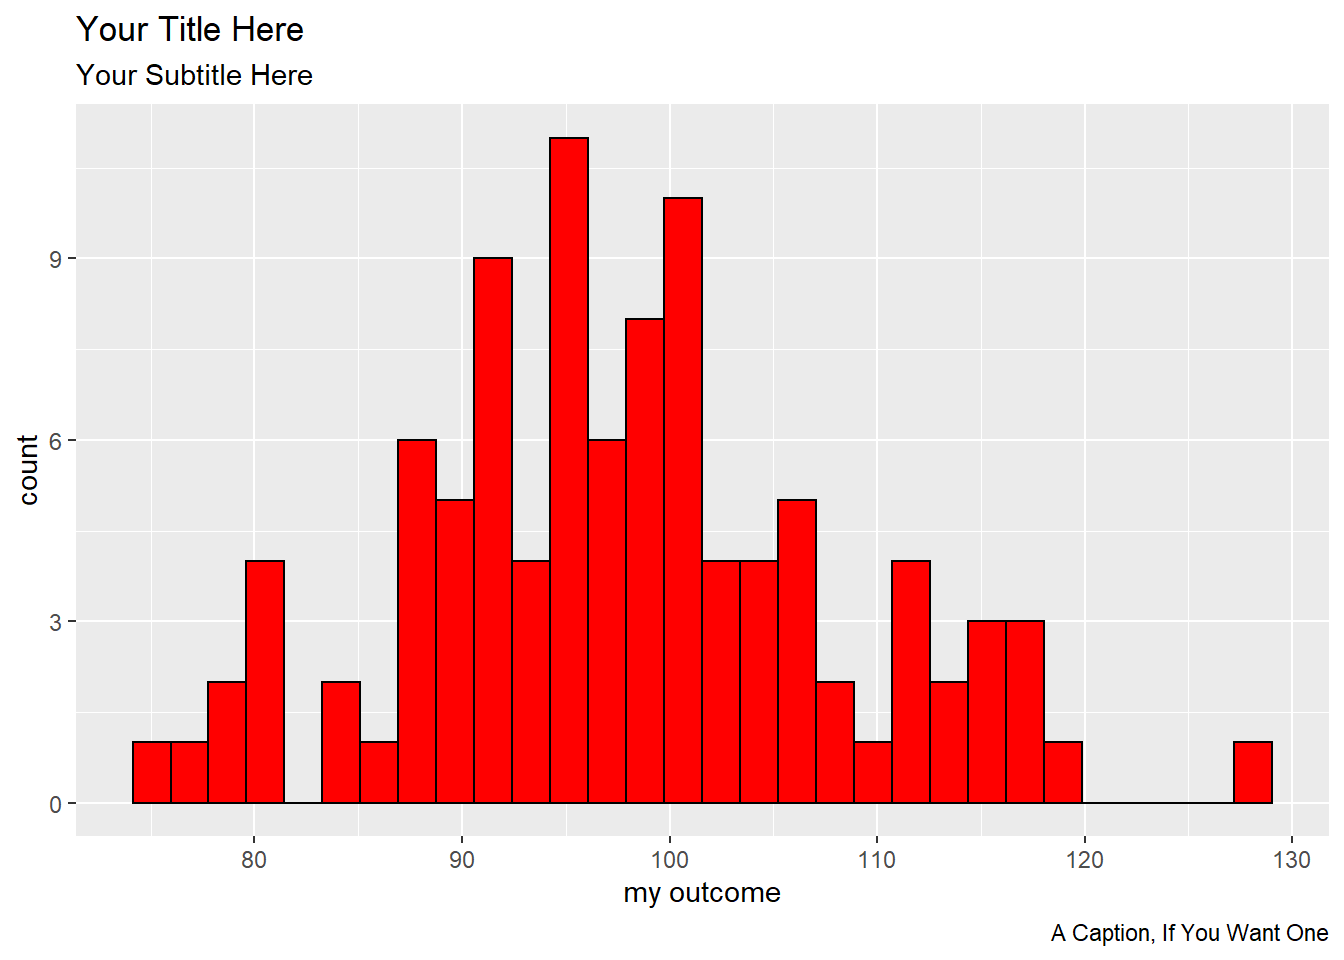 Your Title Here
Your Subtitle Here
count
9
6
3
0
80 90 100 110 120 130
my outcome
A Caption, If You Want One